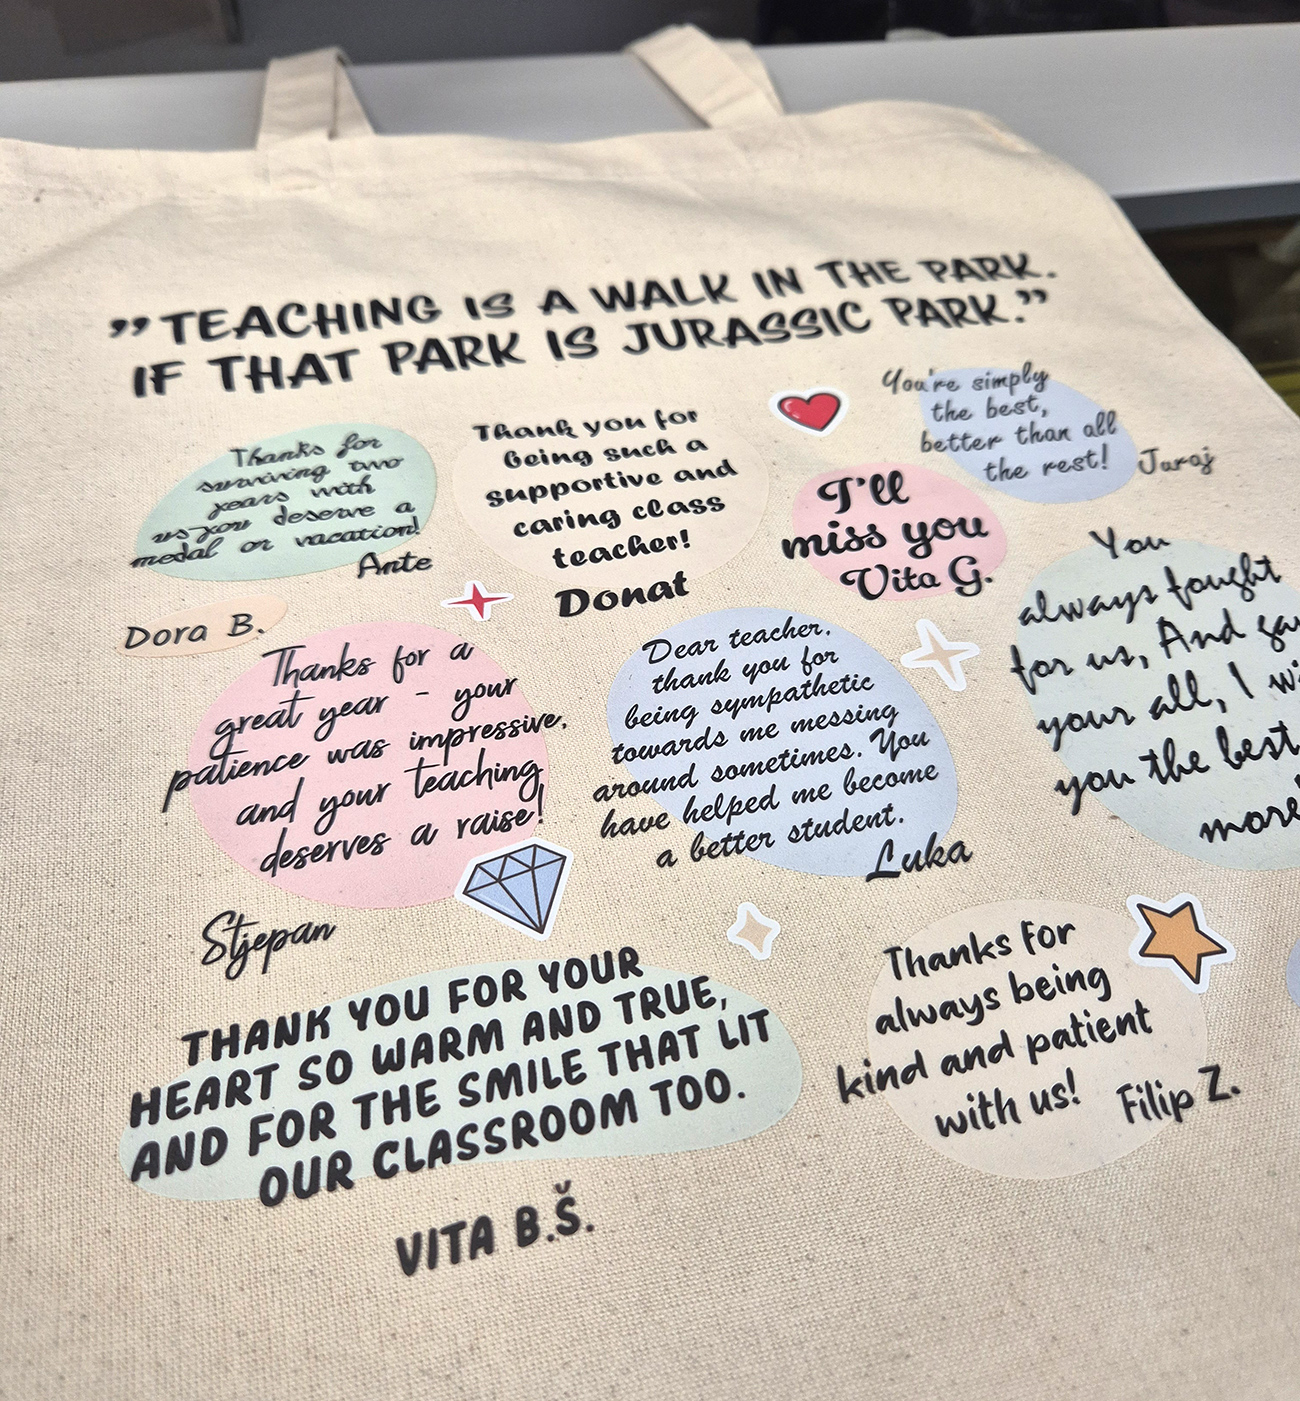 ”TEACHING IS A WALK IN THE PARK.
IF THAT PARK IS JURASSIC PARK.”
Thanks for
surviving two
years with
us you deserve a
medal or vacation!
Ante
Thank you for
being such a
supportive and
caring class
teacher!
Donat
You're simply
the best,
better than all
the rest!
Juraj
I'll
miss you
Vita G.
Dora B.
Thanks for a
great year - your
patience was impressive,
and your teaching
deserves a raise!
Stjepan
Dear teacher,
thank you for
being sympathetic
towards me messing
around sometimes. You
have helped me become
a better student.
Luka
You
always fought
for us, And
your all, I
you the best
more
THANK YOU FOR YOUR
HEART SO WARM AND TRUE,
AND FOR THE SMILE THAT LIT
OUR CLASSROOM TOO.
VITA B.Š.
Thanks for
always being
kind and patient
with us!
Filip Z.